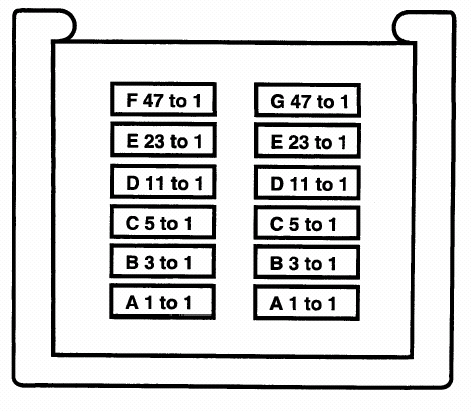 F 47 to 1 G 47 to 1
E 23 to 1 E 23 to 1
D 11 to 1 D 11 to 1
C 5 to 1 C 5 to 1
B 3 to 1 B 3 to 1
A 1 to 1 A 1 to 1